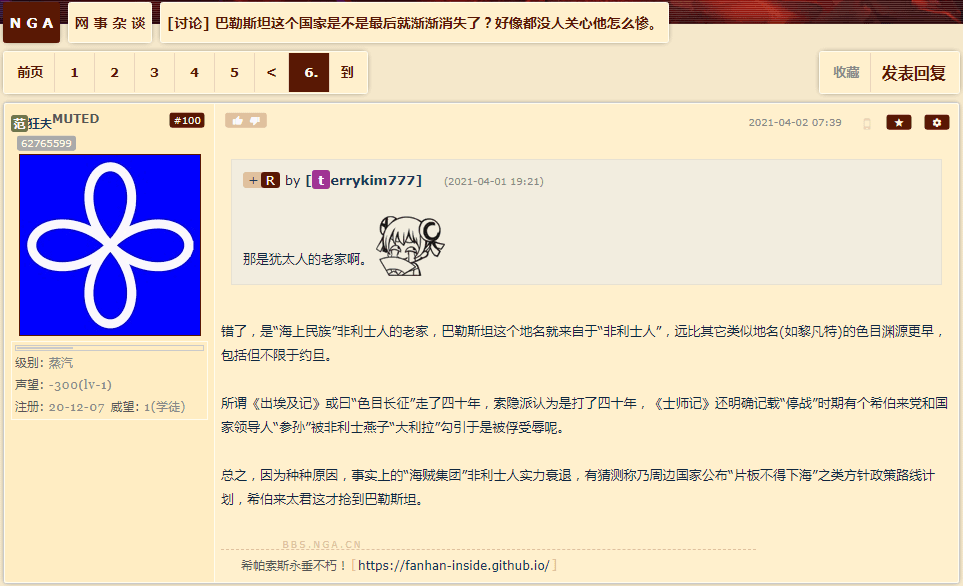 NGA 网事杂谈 [讨论] 巴勒斯坦这个国家是不是最后就渐渐消失了？好像都没人关心他怎么惨。
前页 1 2 3 4 5 < 6. 到 收藏 发表回复
范狂夫MUTED #100 2021-04-02 07:39
62765599
+ R by [terrykim777] (2021-04-01 19:21)
那是犹太人的老家啊。
错了，是“海上民族”非利士人的老家，巴勒斯坦这个地名就来自于“非利士人”，远比其它类似地名(如黎凡特)的色目渊源更早，
包括但不限于约旦。
所谓《出埃及记》或曰“色目长征”走了四十年，索隐派认为是打了四十年，《士师记》还明确记载“停战”时期有个希伯来党和国
家领导人“参孙”被非利士燕子“大利拉”勾引于是被俘受辱呢。
总之，因为种种原因，事实上的“海贼集团”非利士人实力衰退，有猜测称乃周边国家公布“片板不得下海”之类方针政策路线计
划，希伯来太君这才抢到巴勒斯坦。
级别: 蒸汽
声望: -300(lv-1)
注册: 20-12-07 威望: 1(学徒)
BBS.NGA.CN
希帕索斯永垂不朽！[ https://fanhan-inside.github.io/ ]